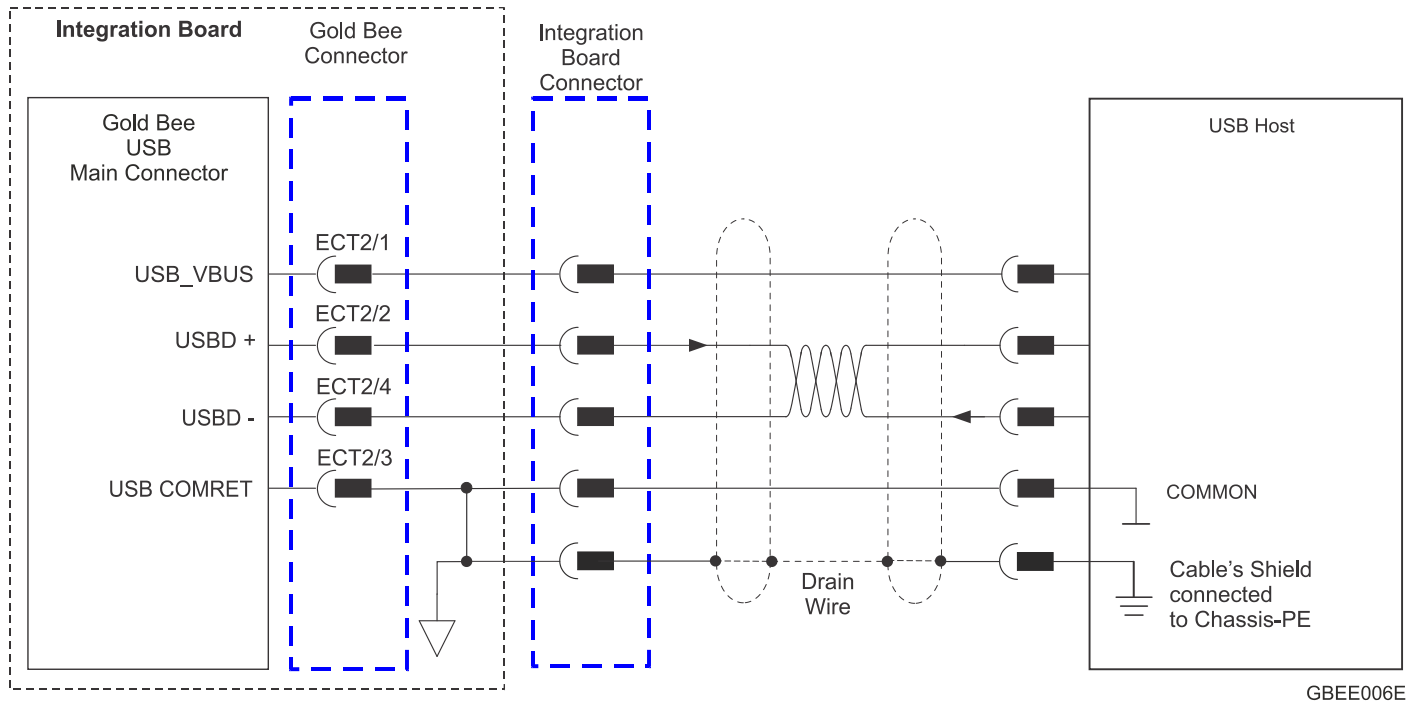 Integration Board
Gold Bee
Connector
Integration
Board
Connector
Gold Bee
USB
Main Connector
USB Host
ECT2/1
USB_VBUS
ECT2/2
USBD +
ECT2/4
USBD -
ECT2/3
USB COMRET
COMMON
Drain
Wire
Cable's Shield
connected
to Chassis-PE
GBEE006E